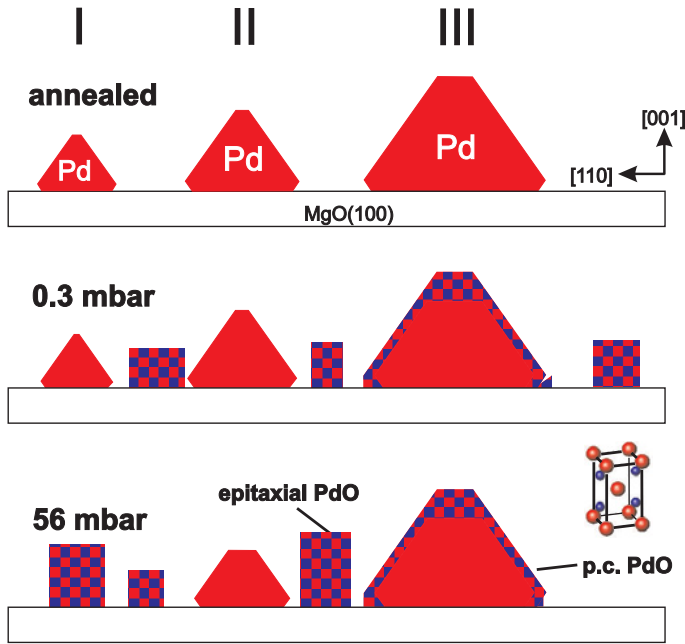 I II III
annealed
[001]
Pd Pd Pd
[110]
MgO(100)
0.3 mbar
epitaxial PdO
56 mbar
p.c. PdO